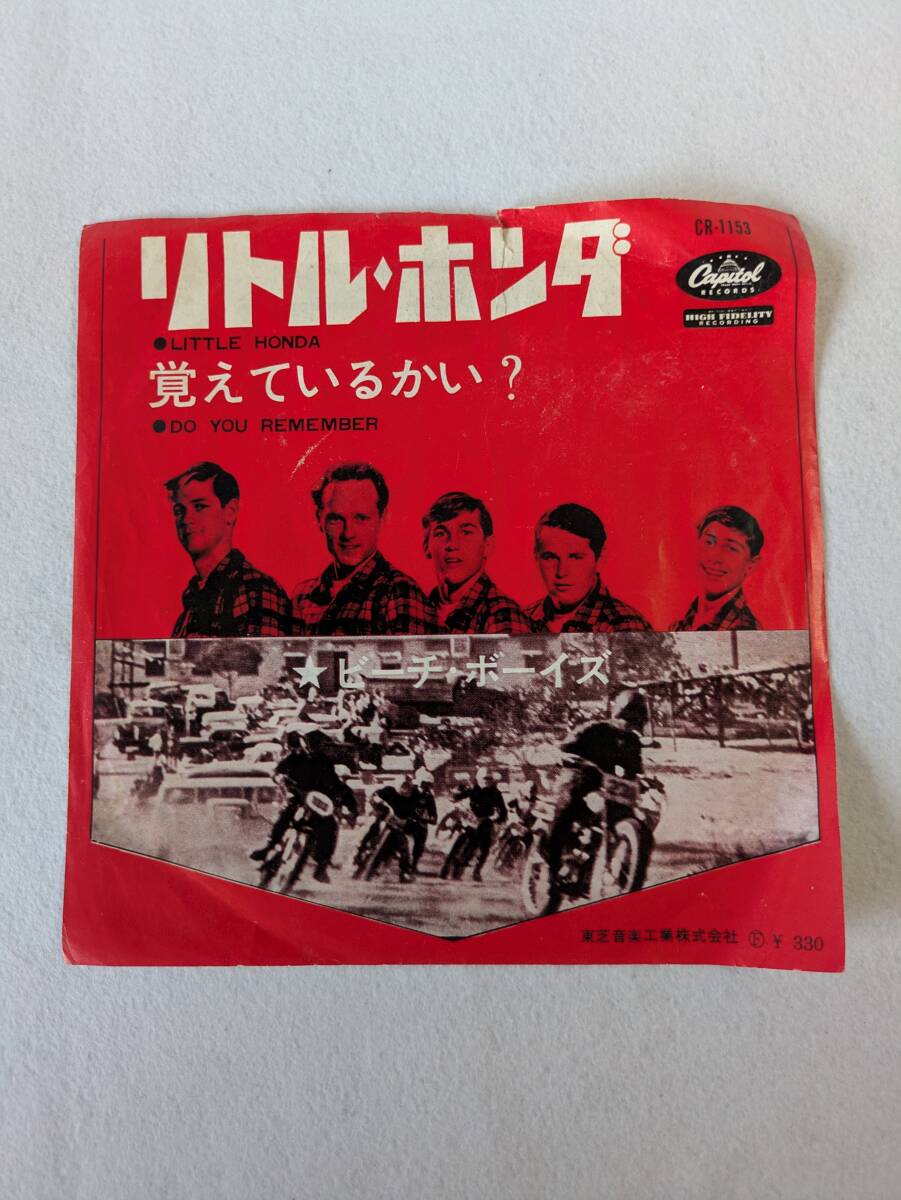 CR-1153
Capitol
RECORDS
HIGH FIDELITY
RECORDING
リトル・ホンダ
●LITTLE HONDA
覚えているかい?
●DO YOU REMEMBER
★ビーチ・ボーイズ
東芝音楽工業株式会社 Ⓕ ¥ 330